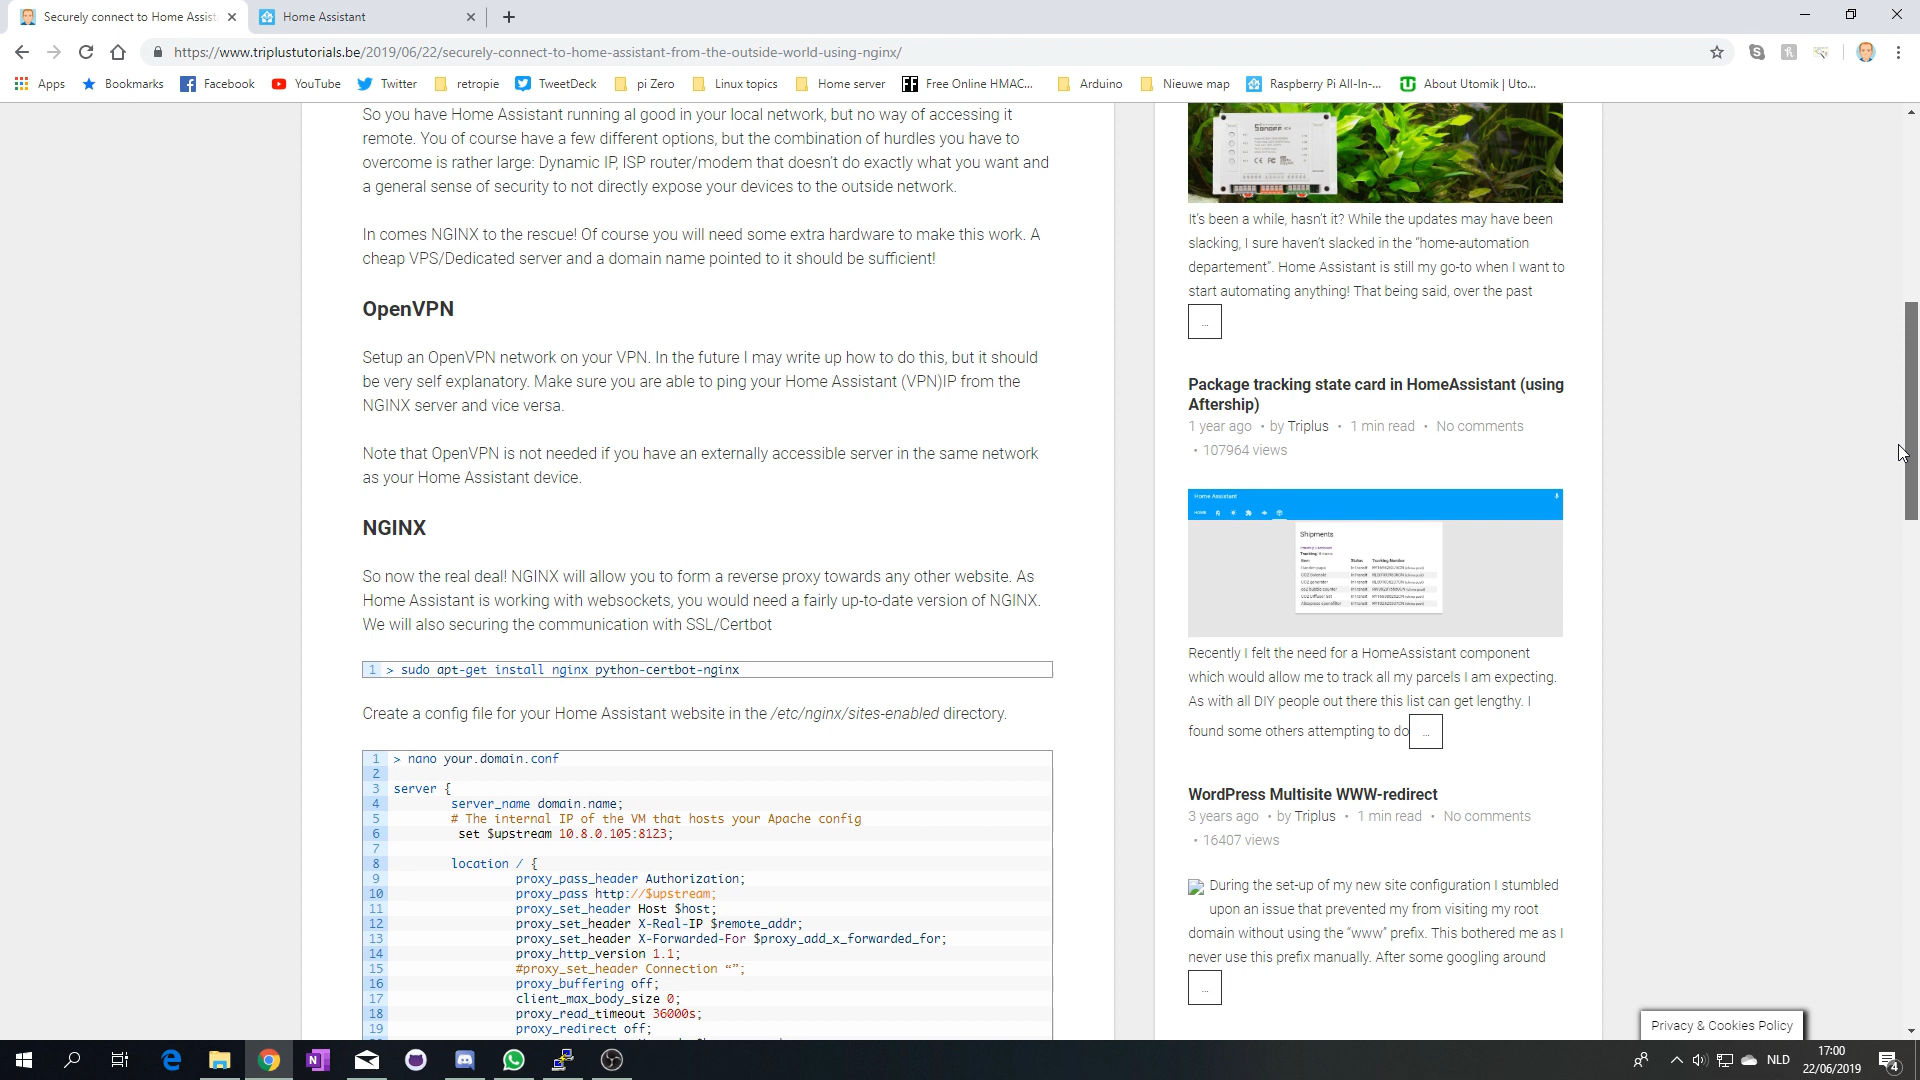 Securely connect to Home Assist
Home Assistant
https://www.triplustutorials.be/2019/06/22/securely-connect-to-home-assistant-from-the-outside-world-using-nginx/
Apps Bookmarks Facebook YouTube Twitter retropie TweetDeck pi Zero Linux topics Home server Free Online HMAC... Arduino Nieuwe map Raspberry Pi All-In-... About Utomik | Uto...
So you have Home Assistant running al good in your local network, but no way of accessing it
remote. You of course have a few different options, but the combination of hurdles you have to
overcome is rather large: Dynamic IP, ISP router/modem that doesn't do exactly what you want and
a general sense of security to not directly expose your devices to the outside network.
In comes NGINX to the rescue! Of course you will need some extra hardware to make this work. A
cheap VPS/Dedicated server and a domain name pointed to it should be sufficient!
OpenVPN
Setup an OpenVPN network on your VPN. In the future I may write up how to do this, but it should
be very self explanatory. Make sure you are able to ping your Home Assistant (VPN)IP from the
NGINX server and vice versa.
Note that OpenVPN is not needed if you have an externally accessible server in the same network
as your Home Assistant device.
NGINX
So now the real deal! NGINX will allow you to form a reverse proxy towards any other website. As
Home Assistant is working with websockets, you would need a fairly up-to-date version of NGINX.
We will also securing the communication with SSL/Certbot
1 > sudo apt-get install nginx python-certbot-nginx
Create a config file for your Home Assistant website in the /etc/nginx/sites-enabled directory.
1 > nano your.domain.conf
2
3 server {
4 server_name domain.name;
5 # The internal IP of the VM that hosts your Apache config
6 set $upstream 10.8.0.105:8123;
7
8 location / {
9 proxy_pass_header Authorization;
10 proxy_pass http://$upstream;
11 proxy_set_header Host $host;
12 proxy_set_header X-Real-IP $remote_addr;
13 proxy_set_header X-Forwarded-For $proxy_add_x_forwarded_for;
14 proxy_http_version 1.1;
15 #proxy_set_header Connection “”;
16 proxy_buffering off;
17 client_max_body_size 0;
18 proxy_read_timeout 36000s;
19 proxy_redirect off;
SONOFF
It's been a while, hasn't it? While the updates may have been
slacking, I sure haven't slacked in the “home-automation
departement”. Home Assistant is still my go-to when I want to
start automating anything! That being said, over the past
...
Package tracking state card in HomeAssistant (using
Aftership)
1 year ago • by Triplus • 1 min read • No comments
• 107964 views
Home Assistant
HOME
Shipments
Item Status Tracking Number
Recently I felt the need for a HomeAssistant component
which would allow me to track all my parcels I am expecting.
As with all DIY people out there this list can get lengthy. I
found some others attempting to do ...
WordPress Multisite WWW-redirect
3 years ago • by Triplus • 1 min read • No comments
• 16407 views
During the set-up of my new site configuration I stumbled
upon an issue that prevented my from visiting my root
domain without using the “www” prefix. This bothered me as I
never use this prefix manually. After some googling around
...
Privacy & Cookies Policy
NLD
17:00
22/06/2019
4